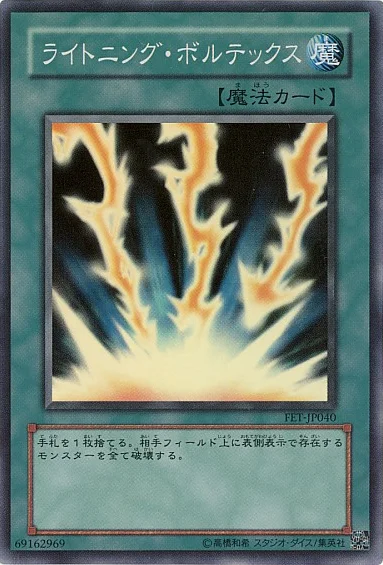 ライトニング・ボルテックス 魔
【魔法カード】
FET-JP040
手札を1枚捨てる。相手フィールド上に表側表示で存在する
モンスターを全て破壊する。
69162969
©高橋和希 スタジオ・ダイス/集英社